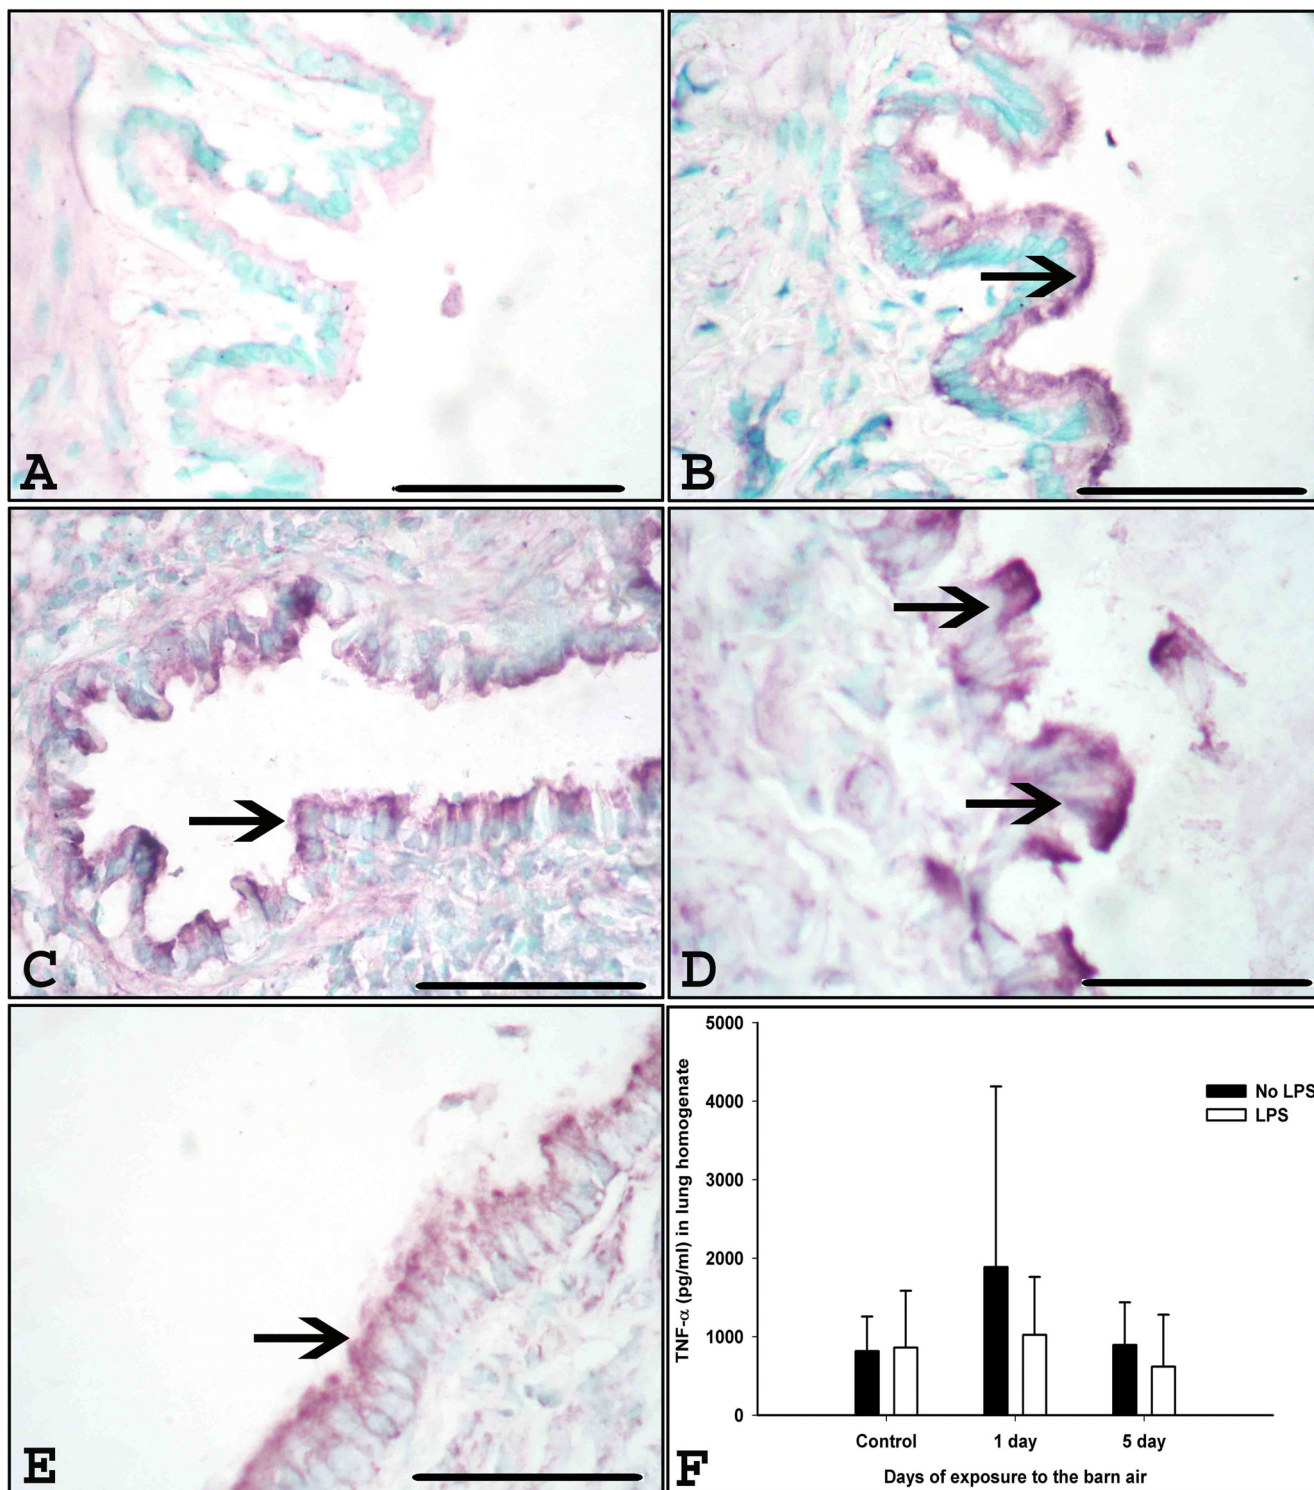 A
B
C
D
E
F
5000
4000
3000
2000
1000
0
TNF-α (pg/ml) in lung homogenate
No LPS
LPS
Control
1 day
5 day
Days of exposure to the barn air